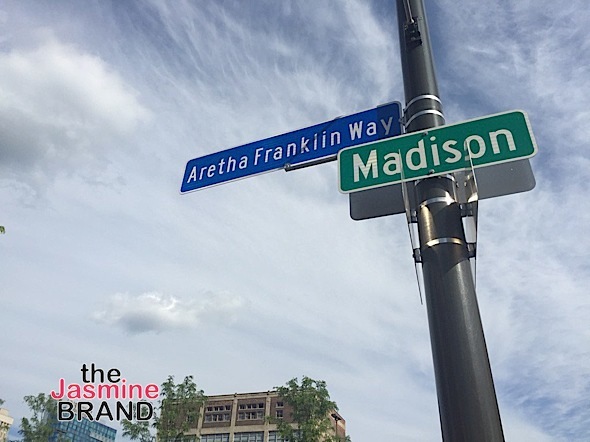 Aretha Franklin Way
Madison
the
Jasmine
BRAND